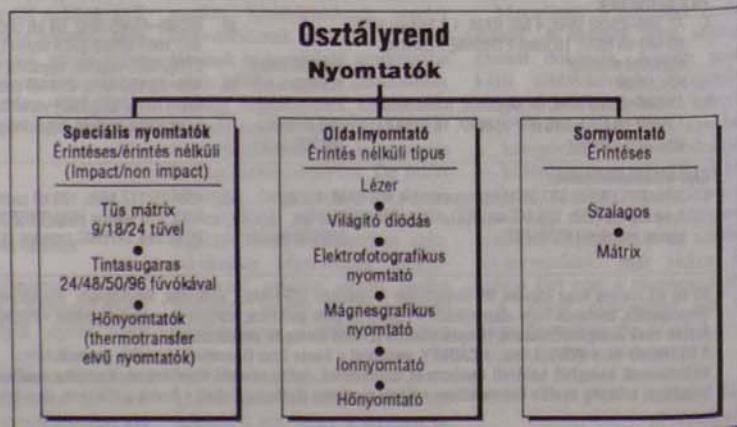 Osztályrend
Nyomtatók
Speciális nyomtatók
Érintéses/érintés nélküli
(Impact/non impact)
Tűs mátrix
9/18/24 tűvel
Tintasugaras
24/48/50/96 fúvókával
Hőnyomtatók
(thermotransfer
elvű nyomtatók)
Oldalnyomtató
Érintés nélküli típus
Lézer
Világító diódás
Elektrofotografikus
nyomtató
Mágnesgrafikus
nyomtató
Ionnyomtató
Hőnyomtató
Sornyomtató
Érintéses
Szalagos
Mátrix